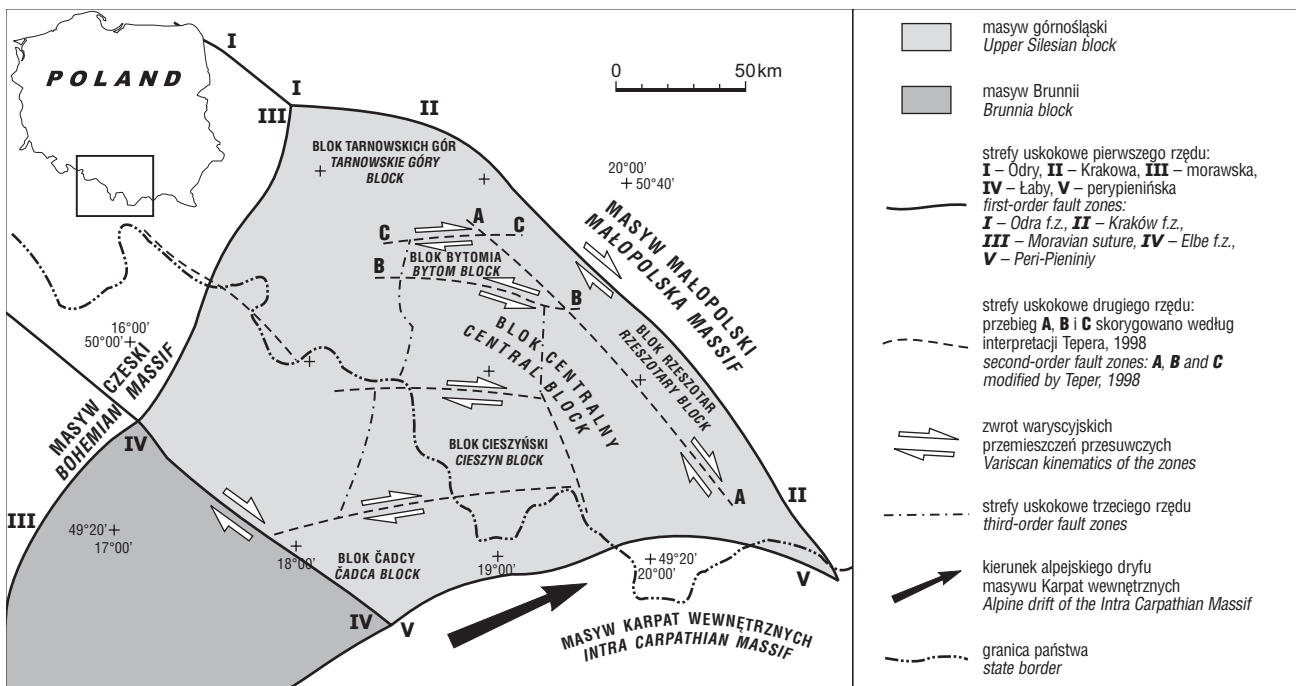 POLAND
I
I
III
II
0 50 km
BLOK TARNOWSKICH GÓR
TARNOWSKIE GÓRY
BLOCK
20°00'
50°40'
MASYW MAŁOPOLSKI
MAŁOPOLSKA MASSIF
A
C
C
BLOK BYTOMIA
BYTOM BLOCK
B
B
BLOK CENTRALNY
CENTRAL BLOCK
BLOK RZESZOTAR
RZESZOTARY BLOCK
16°00'
50°00'
MASYW CZESKI
BOHEMIAN MASSIF
IV
BLOK CIESZYŃSKI
CIESZYN BLOCK
A
II
III
49°20'
17°00'
18°00'
BLOK ČADCY
ČADCA BLOCK
19°00'
49°20'
20°00'
V
IV
V
MASYW KARPAT WEWNĘTRZNYCH
INTRA CARPATHIAN MASSIF
masyw górnośląski
Upper Silesian block
masyw Brunnii
Brunnia block
strefy uskokowe pierwszego rzędu:
I – Odry, II – Krakowa, III – morawska,
IV – Łaby, V – perypienińska
first-order fault zones:
I – Odra f.z., II – Kraków f.z.,
III – Moravian suture, IV – Elbe f.z.,
V – Peri-Pieniniy
strefy uskokowe drugiego rzędu:
przebieg A, B i C skorygowano według
interpretacji Tepera, 1998
second-order fault zones: A, B and C
modified by Teper, 1998
zwrot waryscyjskich
przemieszczeń przesuwczych
Variscan kinematics of the zones
strefy uskokowe trzeciego rzędu
third-order fault zones
kierunek alpejskiego dryfu
masywu Karpat wewnętrznych
Alpine drift of the Intra Carpathian Massif
granica państwa
state border